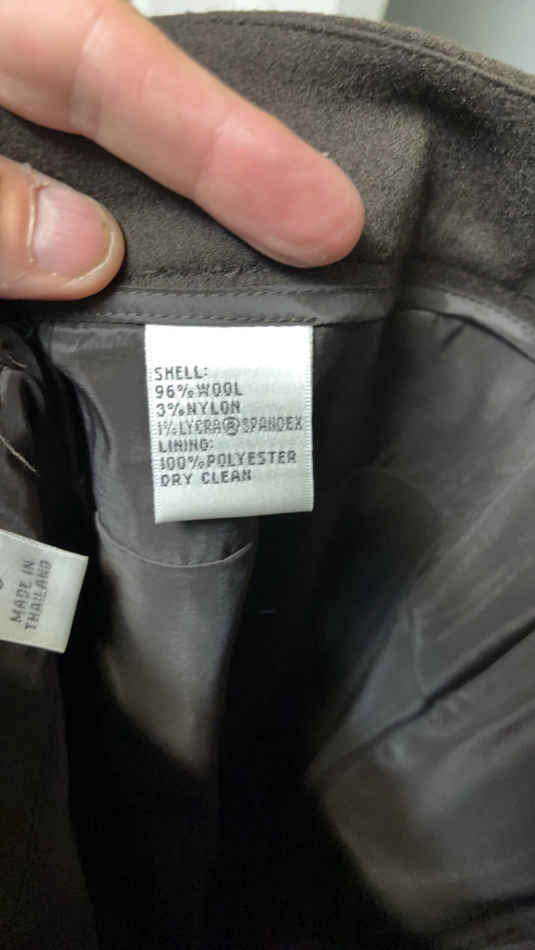 SHELL:
96% WOOL
3% NYLON
1% LYCRA® SPANDEX
LINING:
100% POLYESTER
DRY CLEAN
MADE IN
THAILAND